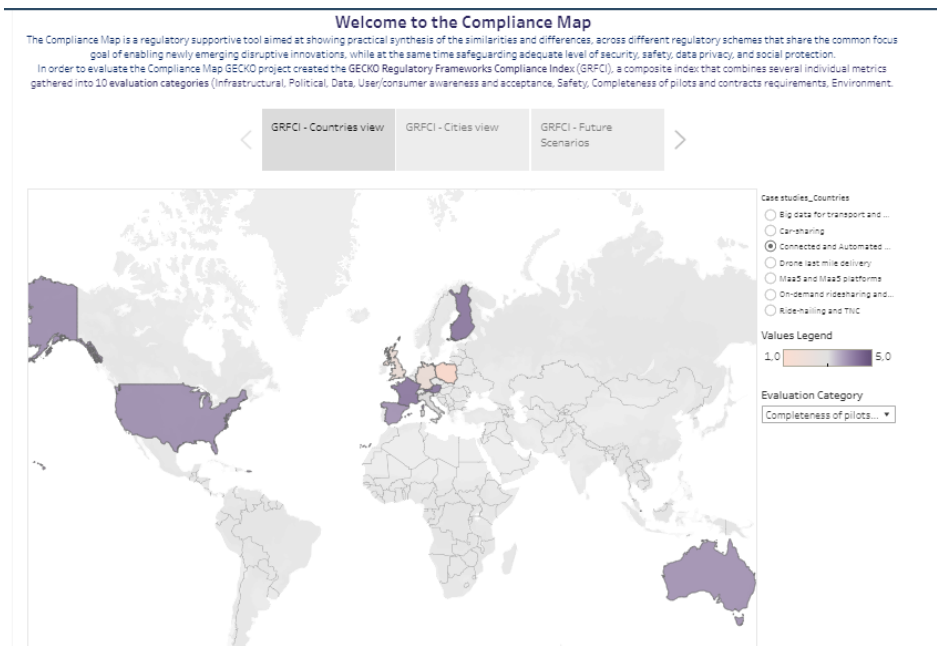 Welcome to the Compliance Map
The Compliance Map is a regulatory supportive tool aimed at showing practical synthesis of the similarities and differences, across different regulatory schemes that share the common focus
goal of enabling newly emerging disruptive innovations, while at the same time safeguarding adequate level of security, safety, data privacy, and social protection.
In order to evaluate the Compliance Map GECKO project created the GECKO Regulatory Frameworks Compliance Index (GRFCI), a composite index that combines several individual metrics
gathered into 10 evaluation categories (Infrastructural, Political, Data, User/consumer awareness and acceptance, Safety, Completeness of pilots and contracts requirements, Environment.
GRFCI - Countries view
GRFCI - Cities view
GRFCI - Future
Scenarios
Case studies_Countries
Big data for transport and ...
Car-sharing
Connected and Automated ...
Drone last mile delivery
MaaS and MaaS platforms
On-demand ridesharing and...
Ride-hailing and TNC
Values Legend
1,0 5,0
Evaluation Category
Completeness of pilots...